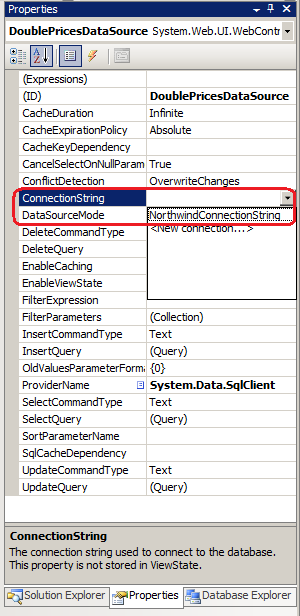 Properties
DoublePricesDataSource System.Web.UI.WebContr
(Expressions)
(ID) DoublePricesDataSource
CacheDuration Infinite
CacheExpirationPolicy Absolute
CacheKeyDependency
CancelSelectOnNullParam True
ConflictDetection OverwriteChanges
ConnectionString
DataSourceMode NorthwindConnectionString
DeleteCommandType <New connection...>
DeleteQuery
EnableCaching
EnableViewState
FilterExpression
FilterParameters (Collection)
InsertCommandType Text
InsertQuery (Query)
OldValuesParameterForma {0}
ProviderName System.Data.SqlClient
SelectCommandType Text
SelectQuery (Query)
SortParameterName
SqlCacheDependency
UpdateCommandType Text
UpdateQuery (Query)
ConnectionString
The connection string used to connect to the database.
This property is not stored in ViewState.
Solution Explorer Properties Database Explorer